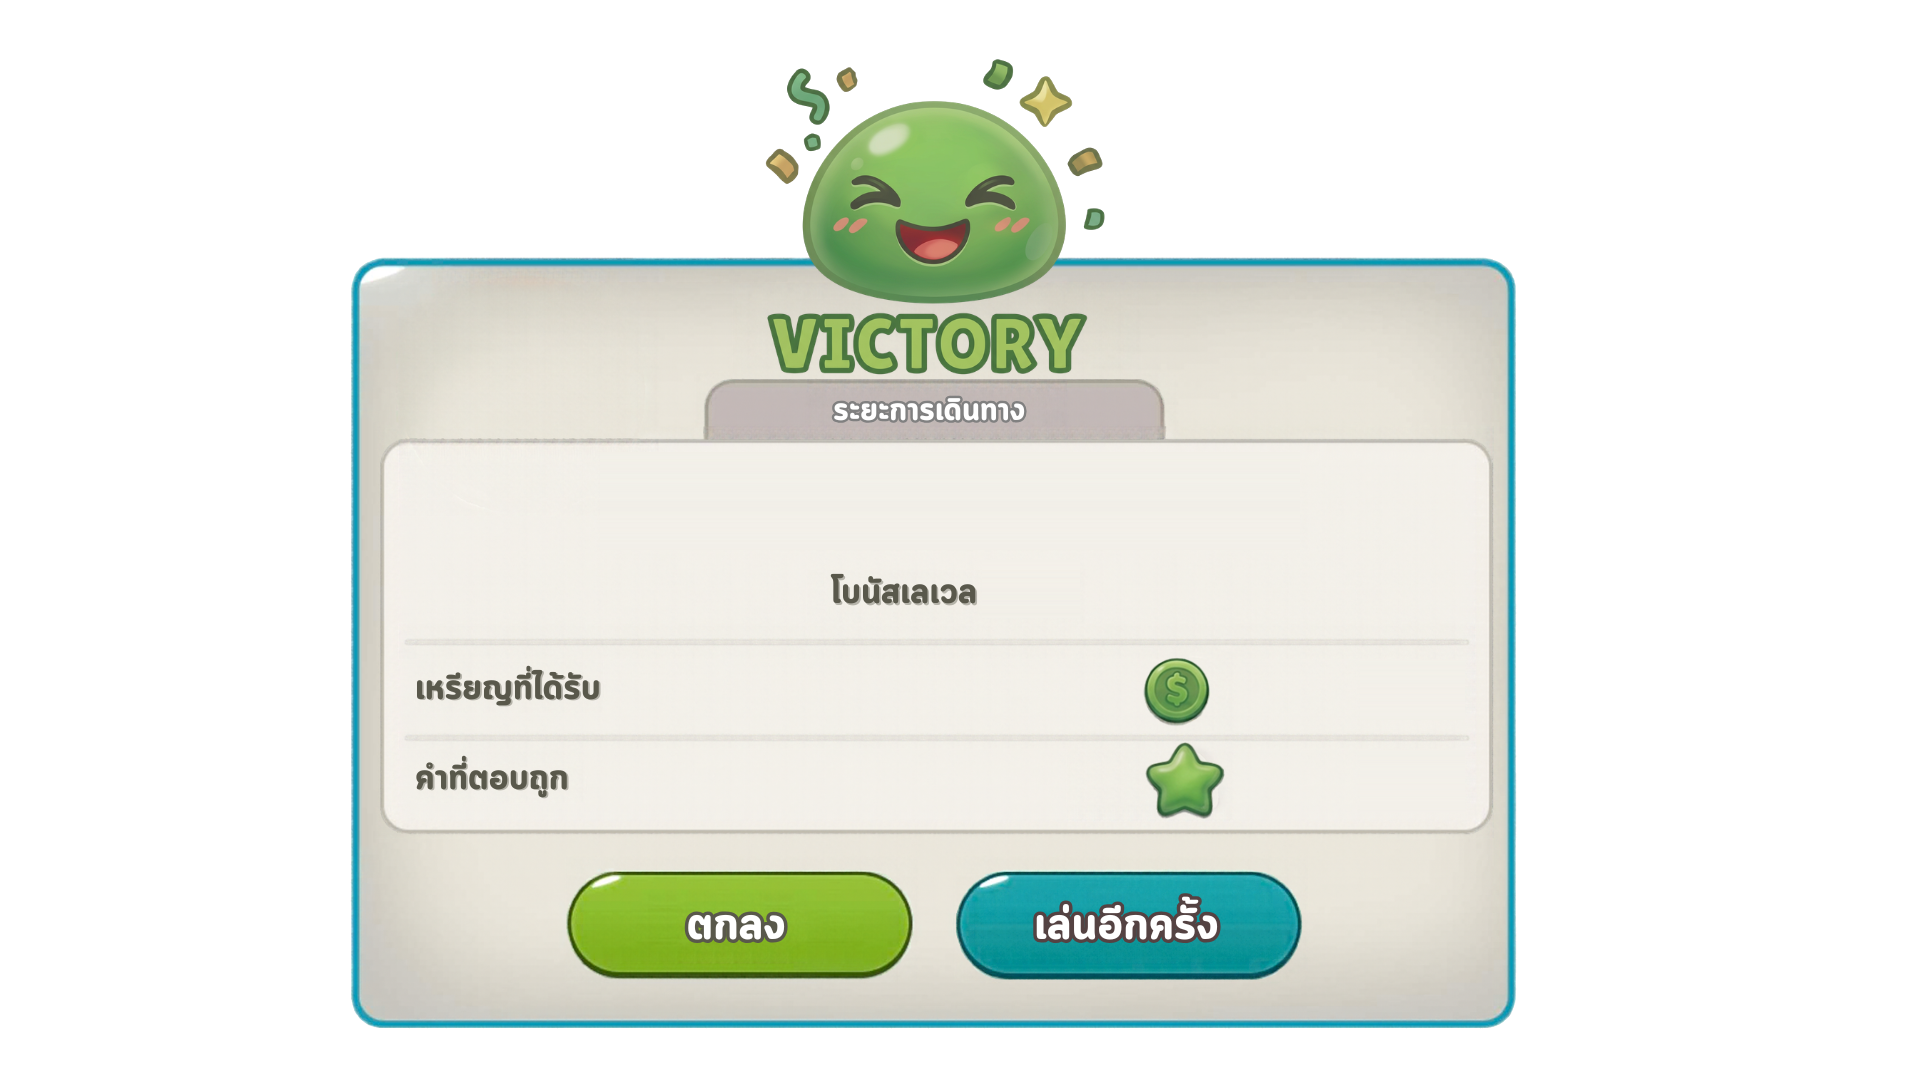 VICTORY
ระยะการเดินทาง
โบนัสเลเวล
เหรียญที่ได้รับ
$
คำที่ตอบถูก
ตกลง
เล่นอีกครั้ง